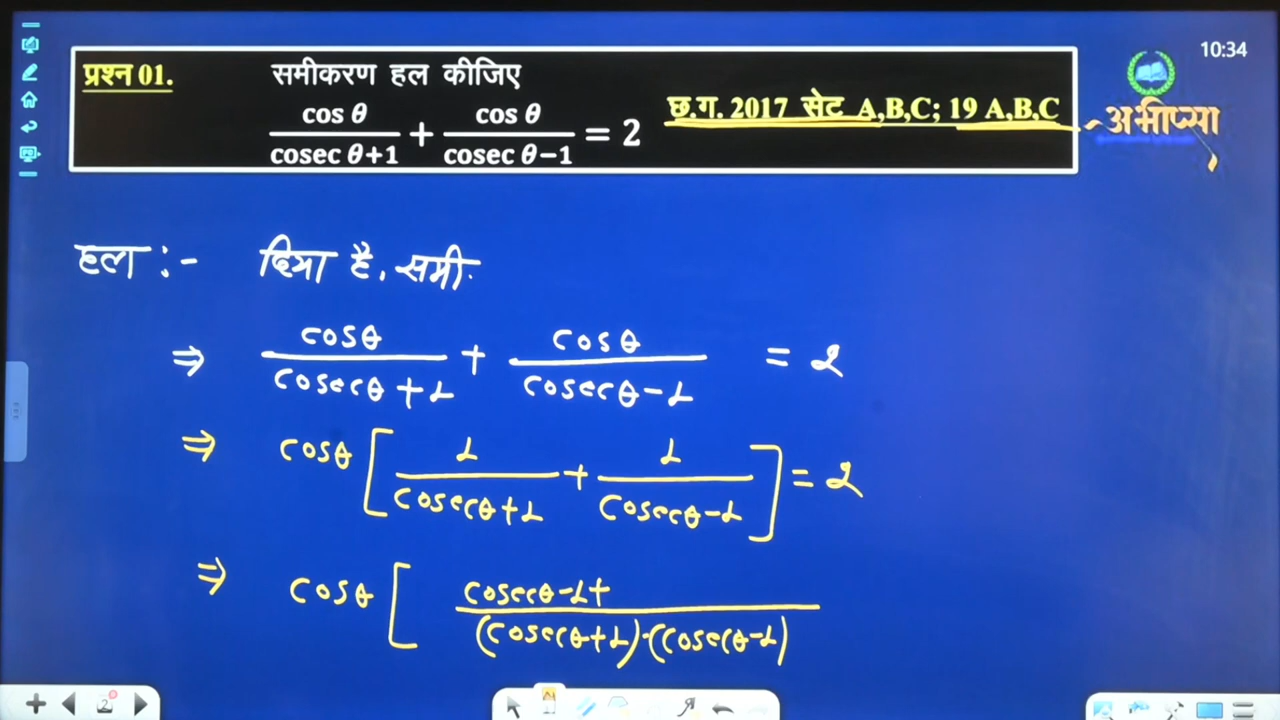 10:34
प्रश्न 01. समीकरण हल कीजिए
cos θ / cosec θ+1 + cos θ / cosec θ−1 = 2 छ.ग. 2017 सेट A,B,C; 19 A,B,C
अभीप्सा
हल :- दिया है, समी.
⇒ cosθ / cosecθ+1 + cosθ / cosecθ-1 = 2
⇒ cosθ [ 1 / cosecθ+1 + 1 / cosecθ-1 ] = 2
⇒ cosθ [ cosecθ-1+ / (cosecθ+1)·(cosecθ-1)
2